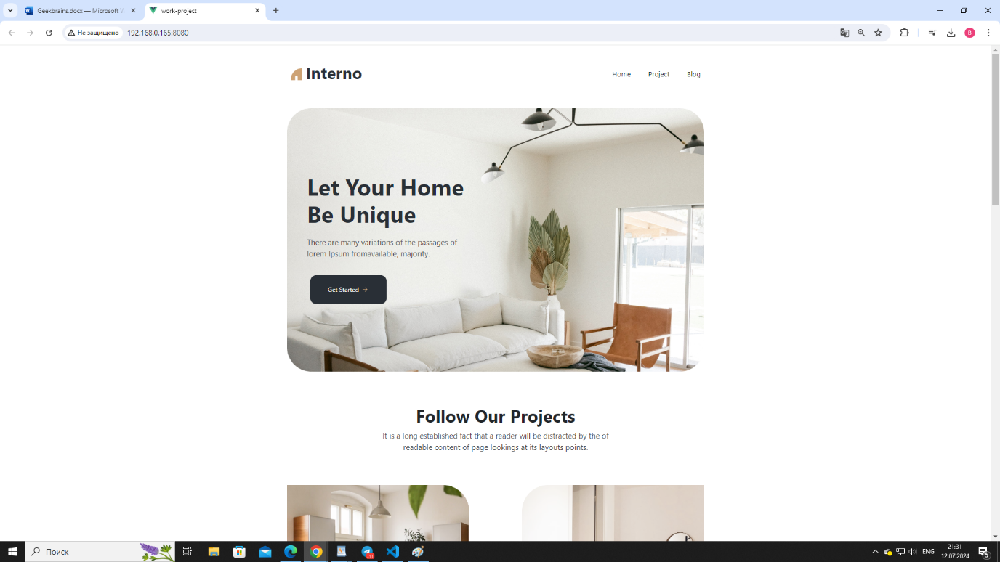 Geekbrains.docx — Microsoft W
work-project
Не защищено
192.168.0.165:8080
B
Interno
Home
Project
Blog
Let Your Home
Be Unique
There are many variations of the passages of
lorem Ipsum fromavailable, majority.
Get Started →
Follow Our Projects
It is a long established fact that a reader will be distracted by the of
readable content of page lookings at its layouts points.
Поиск
ENG
21:31
12.07.2024
5